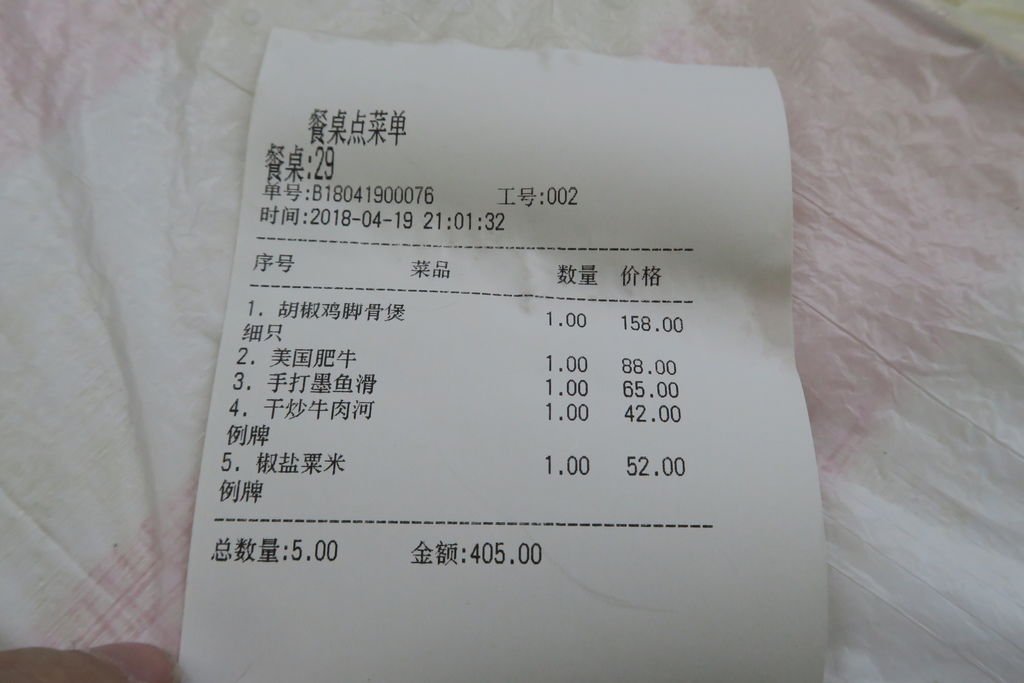 餐桌点菜单
餐桌:29
单号:B18041900076 工号:002
时间:2018-04-19 21:01:32
序号 菜品 数量 价格
1. 胡椒鸡脚骨煲 1.00 158.00
细只
2. 美国肥牛 1.00 88.00
3. 手打墨鱼滑 1.00 65.00
4. 干炒牛肉河 1.00 42.00
例牌
5. 椒盐粟米 1.00 52.00
例牌
总数量:5.00 金额:405.00